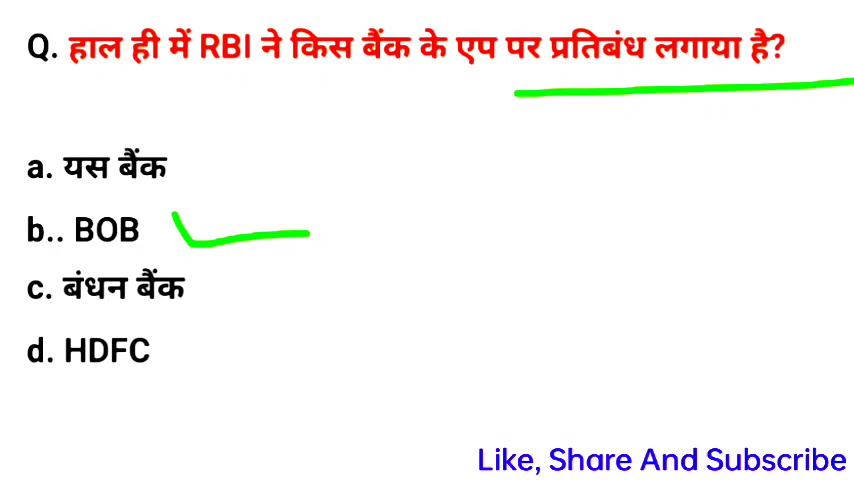 Q. हाल ही में RBI ने किस बैंक के एप पर प्रतिबंध लगाया है?
a. यस बैंक
b.. BOB
c. बंधन बैंक
d. HDFC
Like, Share And Subscribe